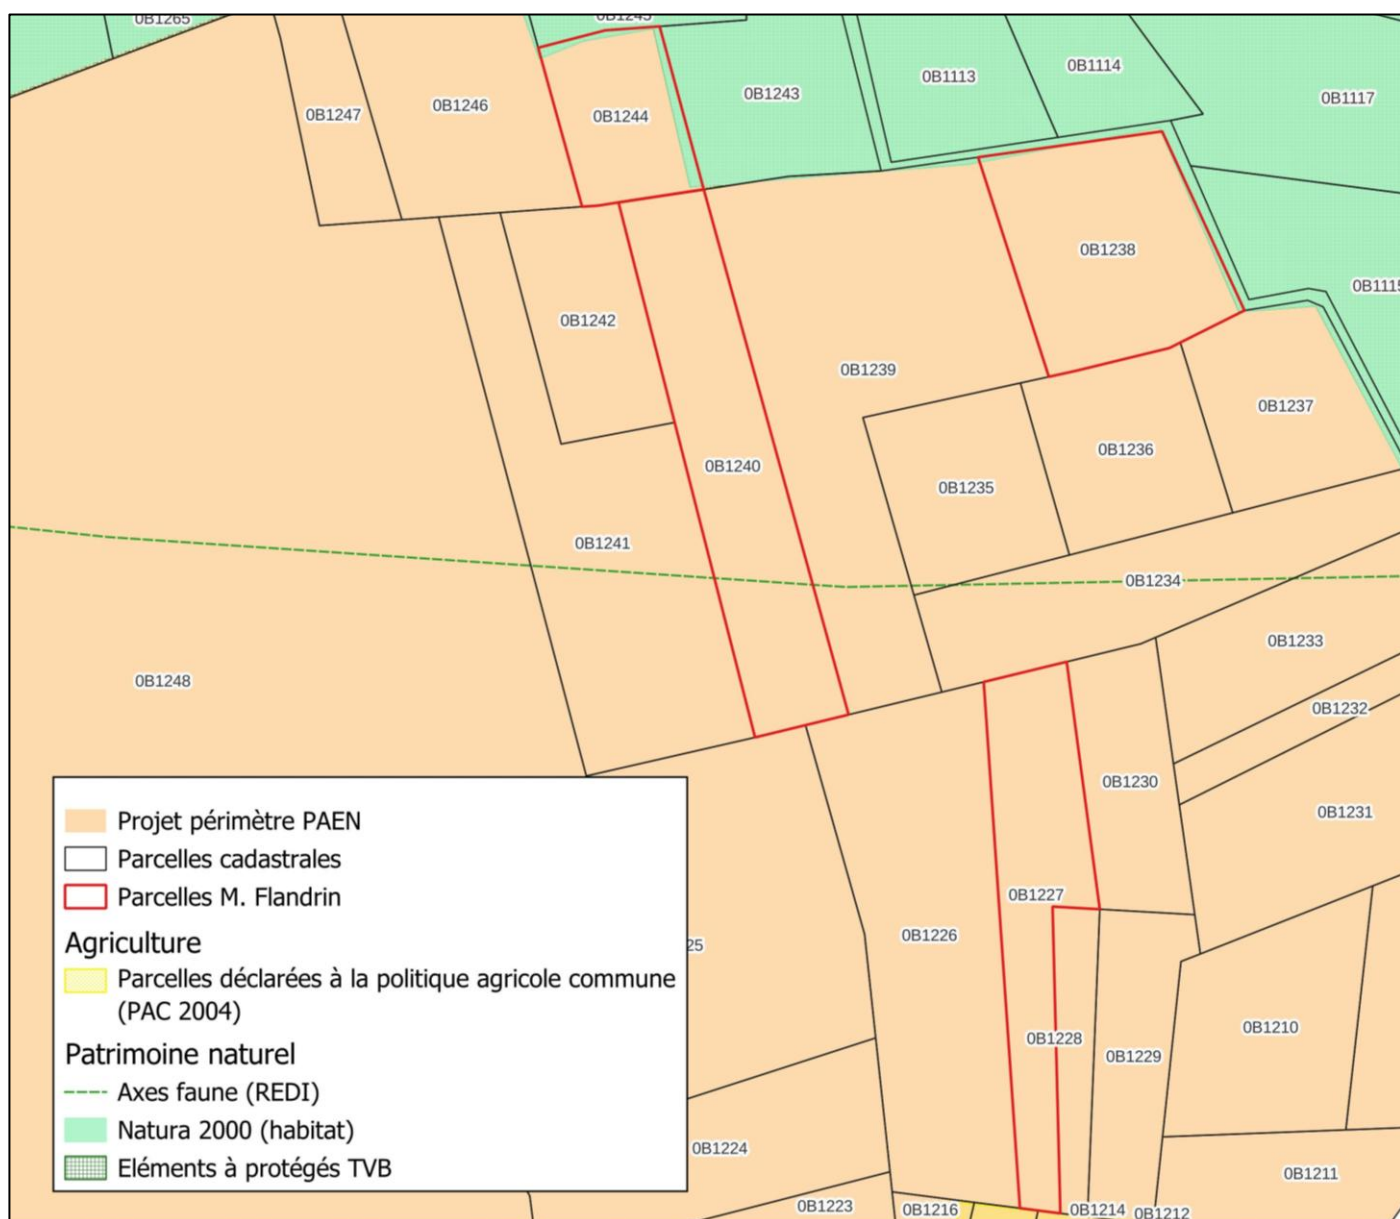 0B1265
0B1243
0B1114
0B1113
0B1117
0B1243
0B1246
0B1247
0B1244
0B1238
0B1115
0B1242
0B1239
0B1237
0B1236
0B1240
0B1235
0B1241
0B1234
0B1233
0B1248
0B1232
0B1230
0B1231
Projet périmètre PAEN
Parcelles cadastrales
Parcelles M. Flandrin
Agriculture
Parcelles déclarées à la politique agricole commune
(PAC 2004)
Patrimoine naturel
Axes faune (REDI)
Natura 2000 (habitat)
Eléments à protégés TVB
0B1227
0B1226
25
0B1210
0B1228
0B1229
0B1224
0B1211
0B1223
0B1216
0B1214
0B1212